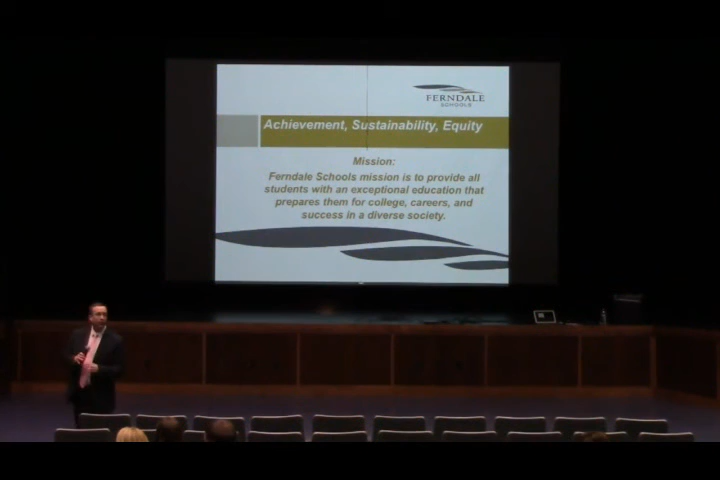 FERNDALE
SCHOOLS
Achievement, Sustainability, Equity
Mission:
Ferndale Schools mission is to provide all
students with an exceptional education that
prepares them for college, careers, and
success in a diverse society.